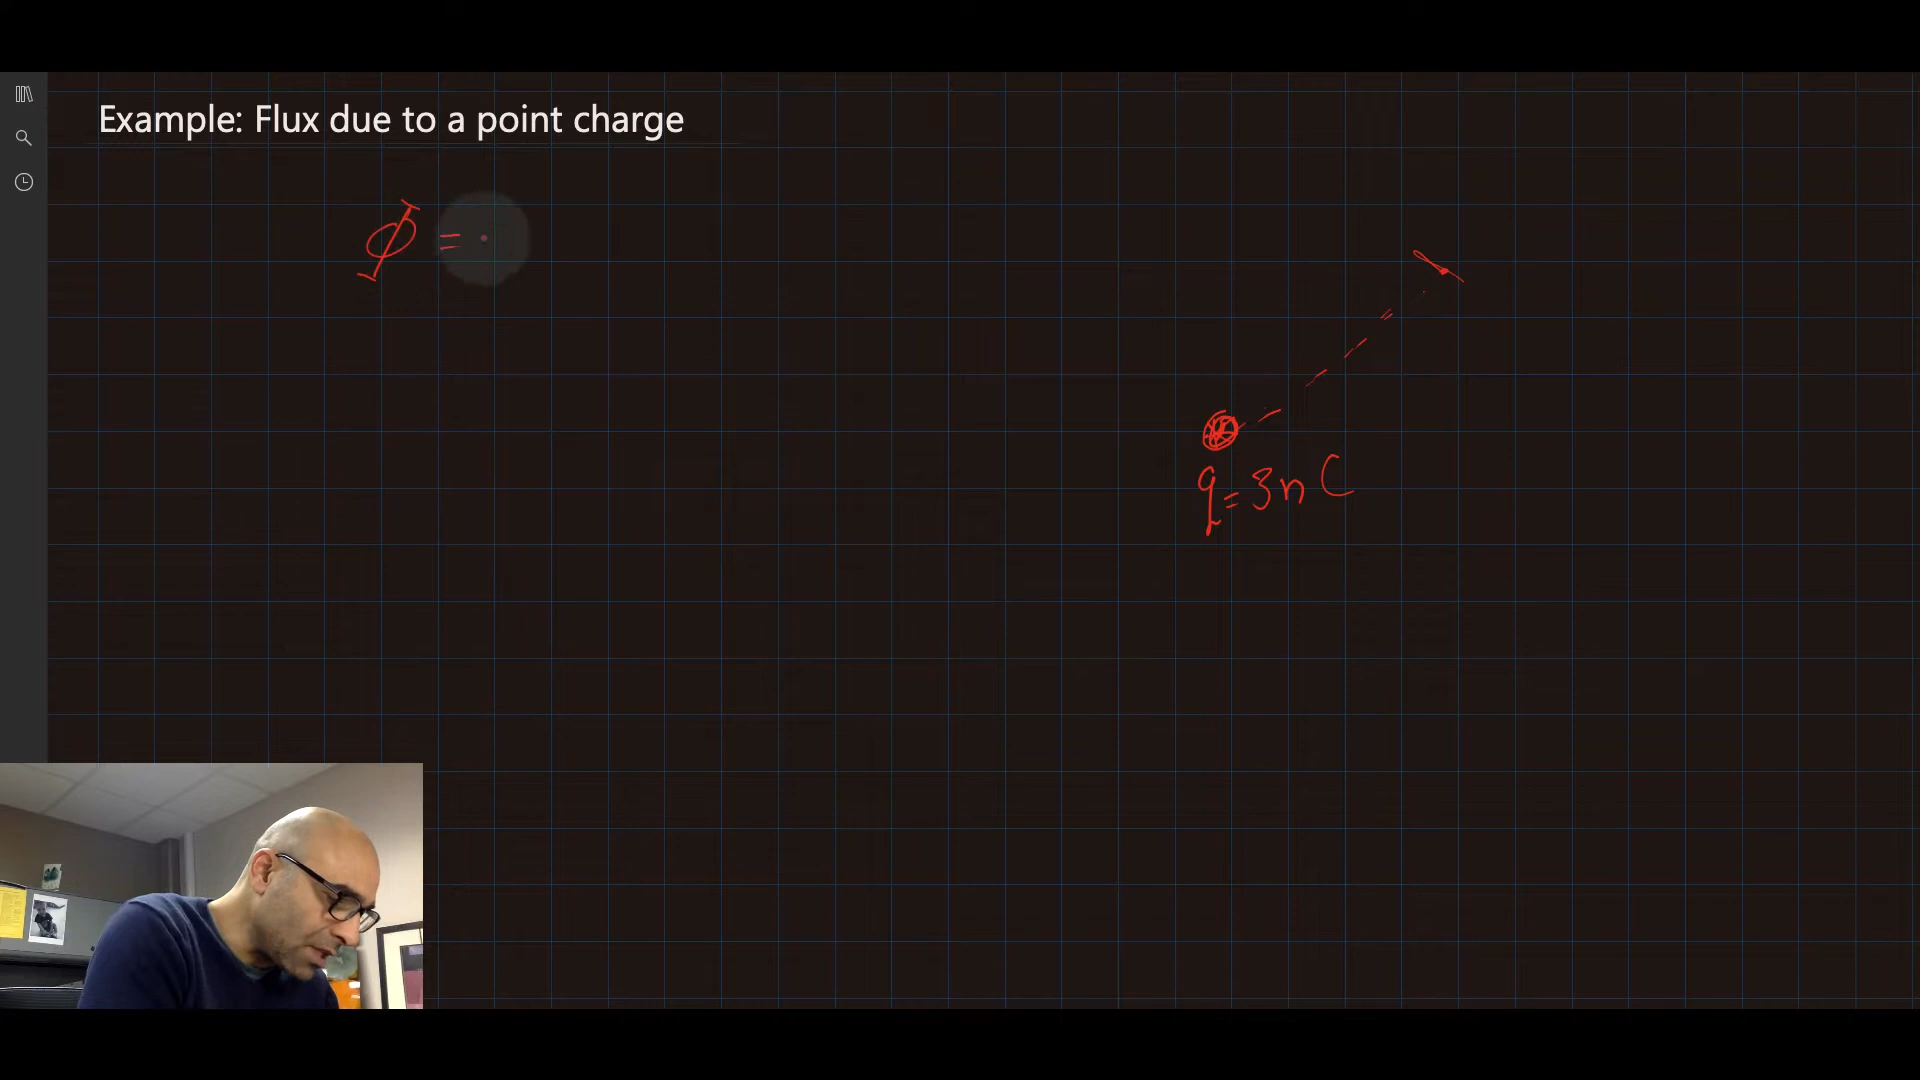 Example: Flux due to a point charge
Φ =
q = 3nC